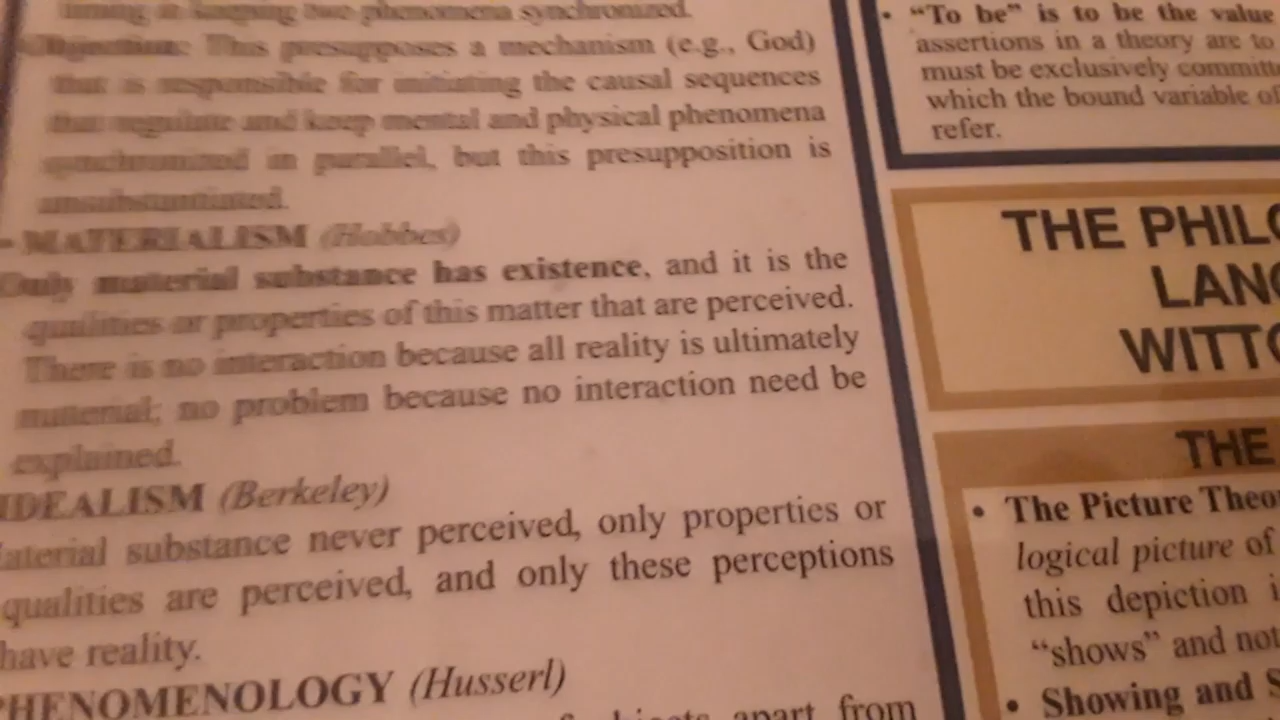 timing in keeping two phenomena synchronized.
Objection: This presupposes a mechanism (e.g., God)
that is responsible for initiating the causal sequences
that regulate and keep mental and physical phenomena
synchronized in parallel, but this presupposition is
unsubstantiated.
MATERIALISM (Hobbes)
Only material substance has existence, and it is the
qualities or properties of this matter that are perceived.
There is no interaction because all reality is ultimately
material; no problem because no interaction need be
explained.
IDEALISM (Berkeley)
aterial substance never perceived, only properties or
qualities are perceived, and only these perceptions
have reality.
PHENOMENOLOGY (Husserl)
apart from
• “To be” is to be the value
assertions in a theory are to
must be exclusively committ
which the bound variable of
refer.
THE PHILO
LANG
WITTG
THE
• The Picture Theo
logical picture of
this depiction i
“shows” and not
• Showing and S